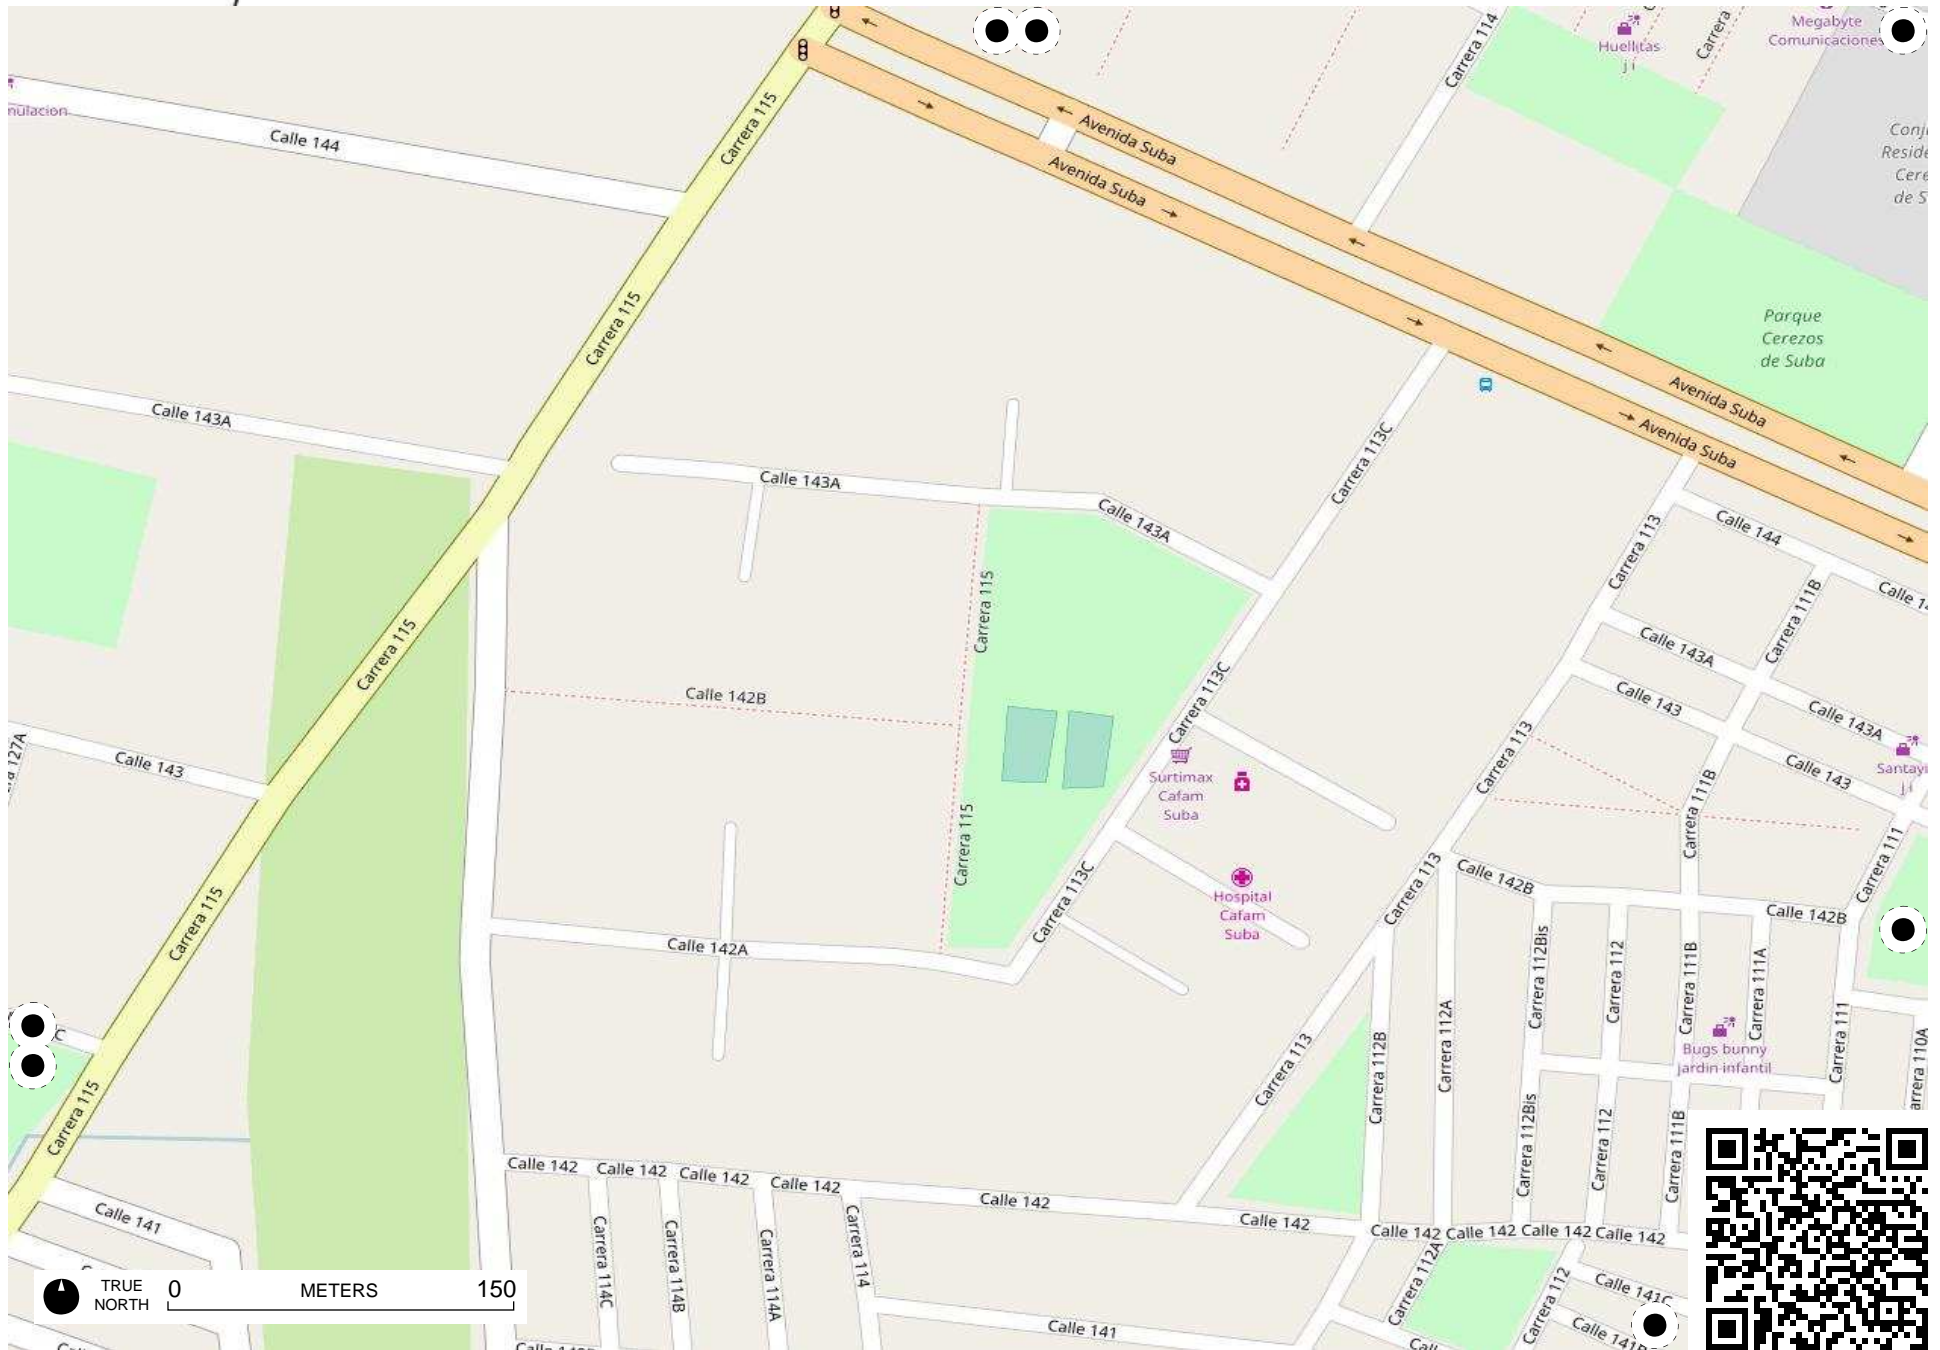 Carrera 114
Huellitas
Carrera
Megabyte
Comunicaciones
nulacion
Calle 144
Carrera 115
Avenida Suba
Avenida Suba
Carrera 115
Parque
Cerezos
de Suba
Calle 143A
Avenida Suba
Avenida Suba
Carrera 113C
Calle 143A
Calle 143A
Carrera 113
Calle 144
Carrera 115
Carrera 111B
Calle 143A
Carrera 115
Calle 142B
Carrera 113C
Calle 143
Calle 143A
Calle 143
Carrera 113
Calle 143
Surtimax
Cafam
Suba
Santayi
Carrera 111B
Carrera 115
Carrera 111
Carrera 113
Calle 142B
Hospital
Cafam
Suba
Calle 142B
Carrera 113C
Carrera 115
Calle 142A
Carrera 112Bis
Carrera 112
Carrera 111B
Carrera 111A
Carrera 112A
Carrera 111
Carrera 113
Carrera 112B
Bugs bunny
jardin infantil
Carrera 115
Carrera 112Bis
Carrera 112
Carrera 111B
Calle 142
Calle 142
Calle 142
Calle 142
Calle 142
Calle 142
Calle 142
Calle 142
Calle 142
Calle 142
Calle 141
Carrera 114C
Carrera 114B
Carrera 114A
Carrera 114
Carrera 112A
Carrera 112
Calle 141C
Calle 141
TRUE
NORTH
0 METERS 150